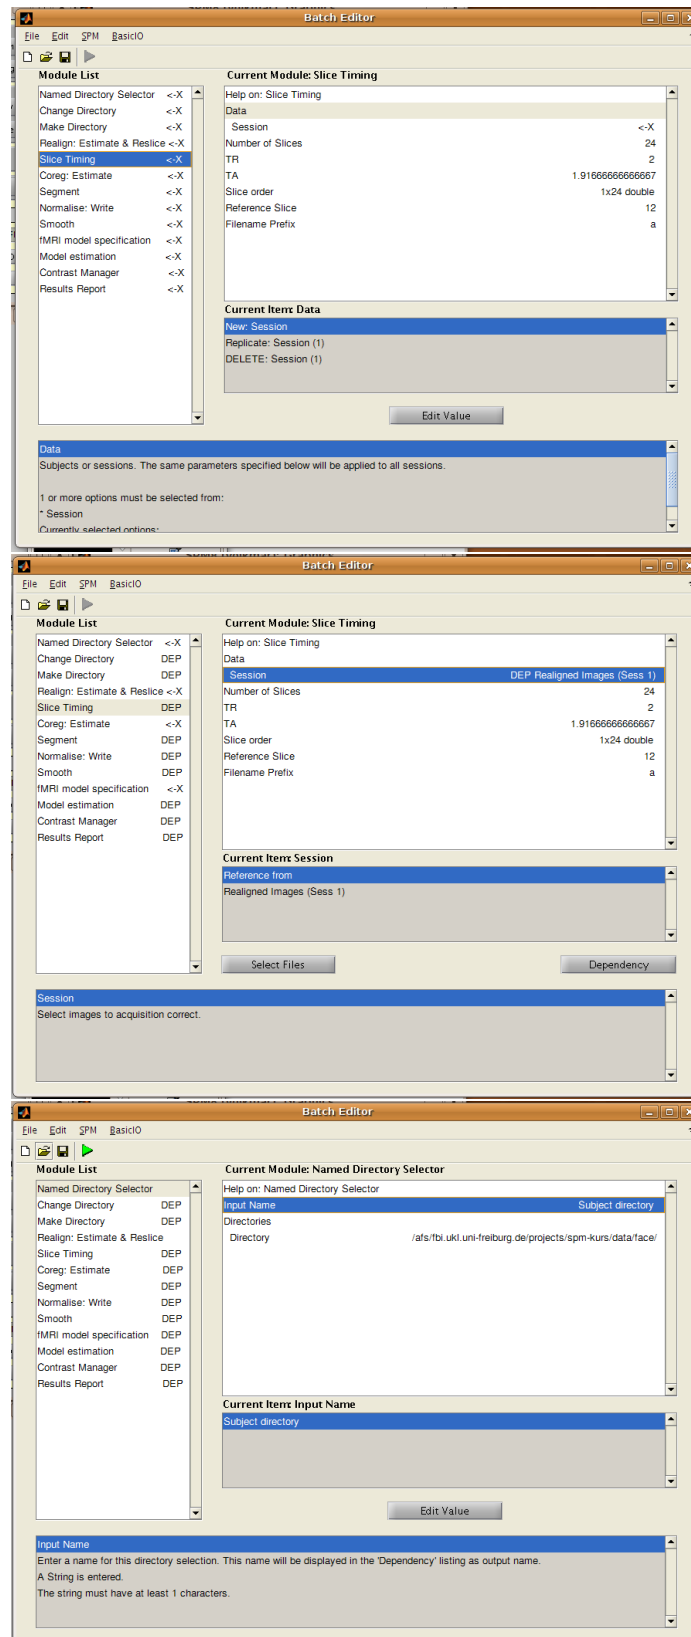 Batch Editor
File Edit SPM BasicIO
Module List
Current Module: Slice Timing
Named Directory Selector <-X
Change Directory <-X
Make Directory <-X
Realign: Estimate & Reslice <-X
Slice Timing <-X
Coreg: Estimate <-X
Segment <-X
Normalise: Write <-X
Smooth <-X
fMRI model specification <-X
Model estimation <-X
Contrast Manager <-X
Results Report <-X
Help on: Slice Timing
Data
Session <-X
Number of Slices 24
TR 2
TA 1.91666666666667
Slice order 1x24 double
Reference Slice 12
Filename Prefix a
Current Item: Data
New: Session
Replicate: Session (1)
DELETE: Session (1)
Edit Value
Data
Subjects or sessions. The same parameters specified below will be applied to all sessions.
1 or more options must be selected from:
* Session
Currently selected options:
Batch Editor
File Edit SPM BasicIO
Module List
Current Module: Slice Timing
Named Directory Selector <-X
Change Directory DEP
Make Directory DEP
Realign: Estimate & Reslice <-X
Slice Timing DEP
Coreg: Estimate <-X
Segment DEP
Normalise: Write DEP
Smooth DEP
fMRI model specification <-X
Model estimation DEP
Contrast Manager DEP
Results Report DEP
Help on: Slice Timing
Data
Session DEP Realigned Images (Sess 1)
Number of Slices 24
TR 2
TA 1.91666666666667
Slice order 1x24 double
Reference Slice 12
Filename Prefix a
Current Item: Session
Reference from
Realigned Images (Sess 1)
Select Files Dependency
Session
Select images to acquisition correct.
Batch Editor
File Edit SPM BasicIO
Module List
Current Module: Named Directory Selector
Named Directory Selector
Change Directory DEP
Make Directory DEP
Realign: Estimate & Reslice
Slice Timing DEP
Coreg: Estimate DEP
Segment DEP
Normalise: Write DEP
Smooth DEP
fMRI model specification DEP
Model estimation DEP
Contrast Manager DEP
Results Report DEP
Help on: Named Directory Selector
Input Name Subject directory
Directories
Directory /afs/fbi.ukl.uni-freiburg.de/projects/spm-kurs/data/face/
Current Item: Input Name
Subject directory
Edit Value
Input Name
Enter a name for this directory selection. This name will be displayed in the 'Dependency' listing as output name.
A String is entered.
The string must have at least 1 characters.